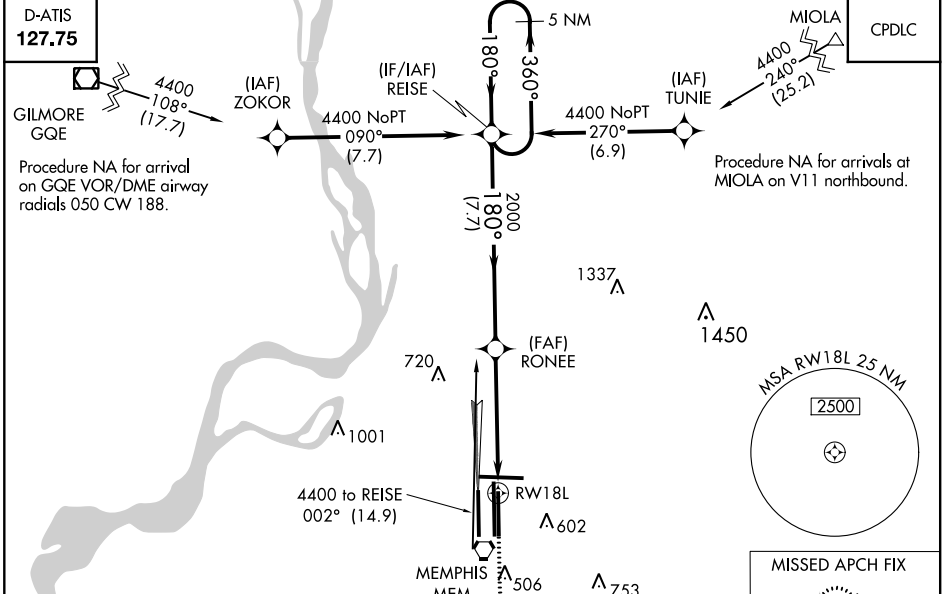 D-ATIS
127.75
5 NM
MIOLA
CPDLC
180°
360°
GILMORE
GQE
4400
108°
(17.7)
(IAF)
ZOKOR
(IF/IAF)
REISE
(IAF)
TUNIE
4400
240°
(25.2)
4400 NoPT
090°
(7.7)
4400 NoPT
270°
(6.9)
Procedure NA for arrival
on GQE VOR/DME airway
radials 050 CW 188.
Procedure NA for arrivals at
MIOLA on V11 northbound.
2000
180°
(7.7)
1337
1450
(FAF)
RONEE
720
MSA RW18L 25 NM
2500
1001
4400 to REISE
002° (14.9)
RW18L
602
MEMPHIS
MEM
506
753
MISSED APCH FIX